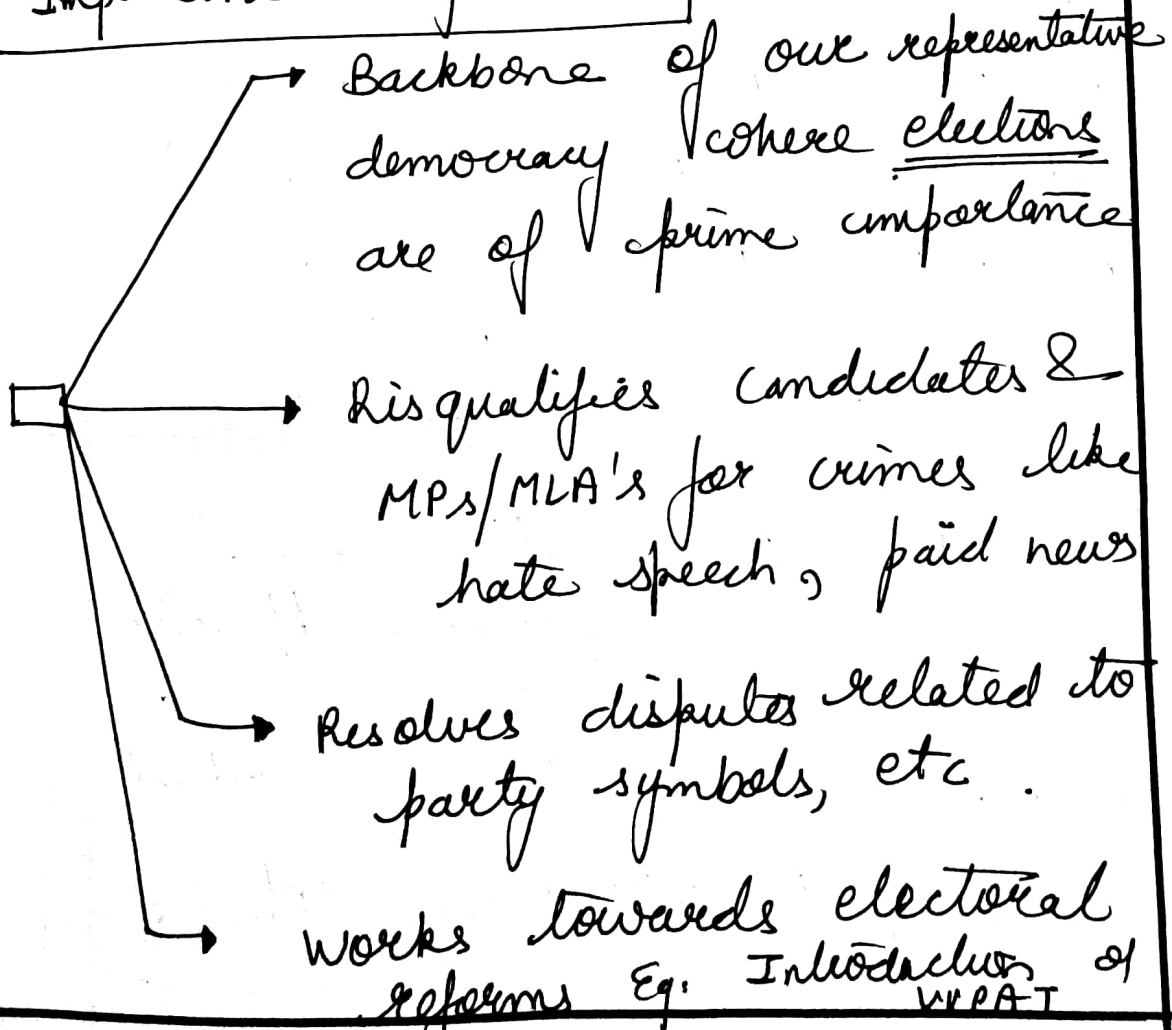 Backbone of our representative
democracy where elections
are of prime importance
Disqualifies candidates &
MPs/MLA's for crimes like
hate speech, paid news
Resolves disputes related to
party symbols, etc.
Works towards electoral
reforms Eg. Introduction of
VVPAT